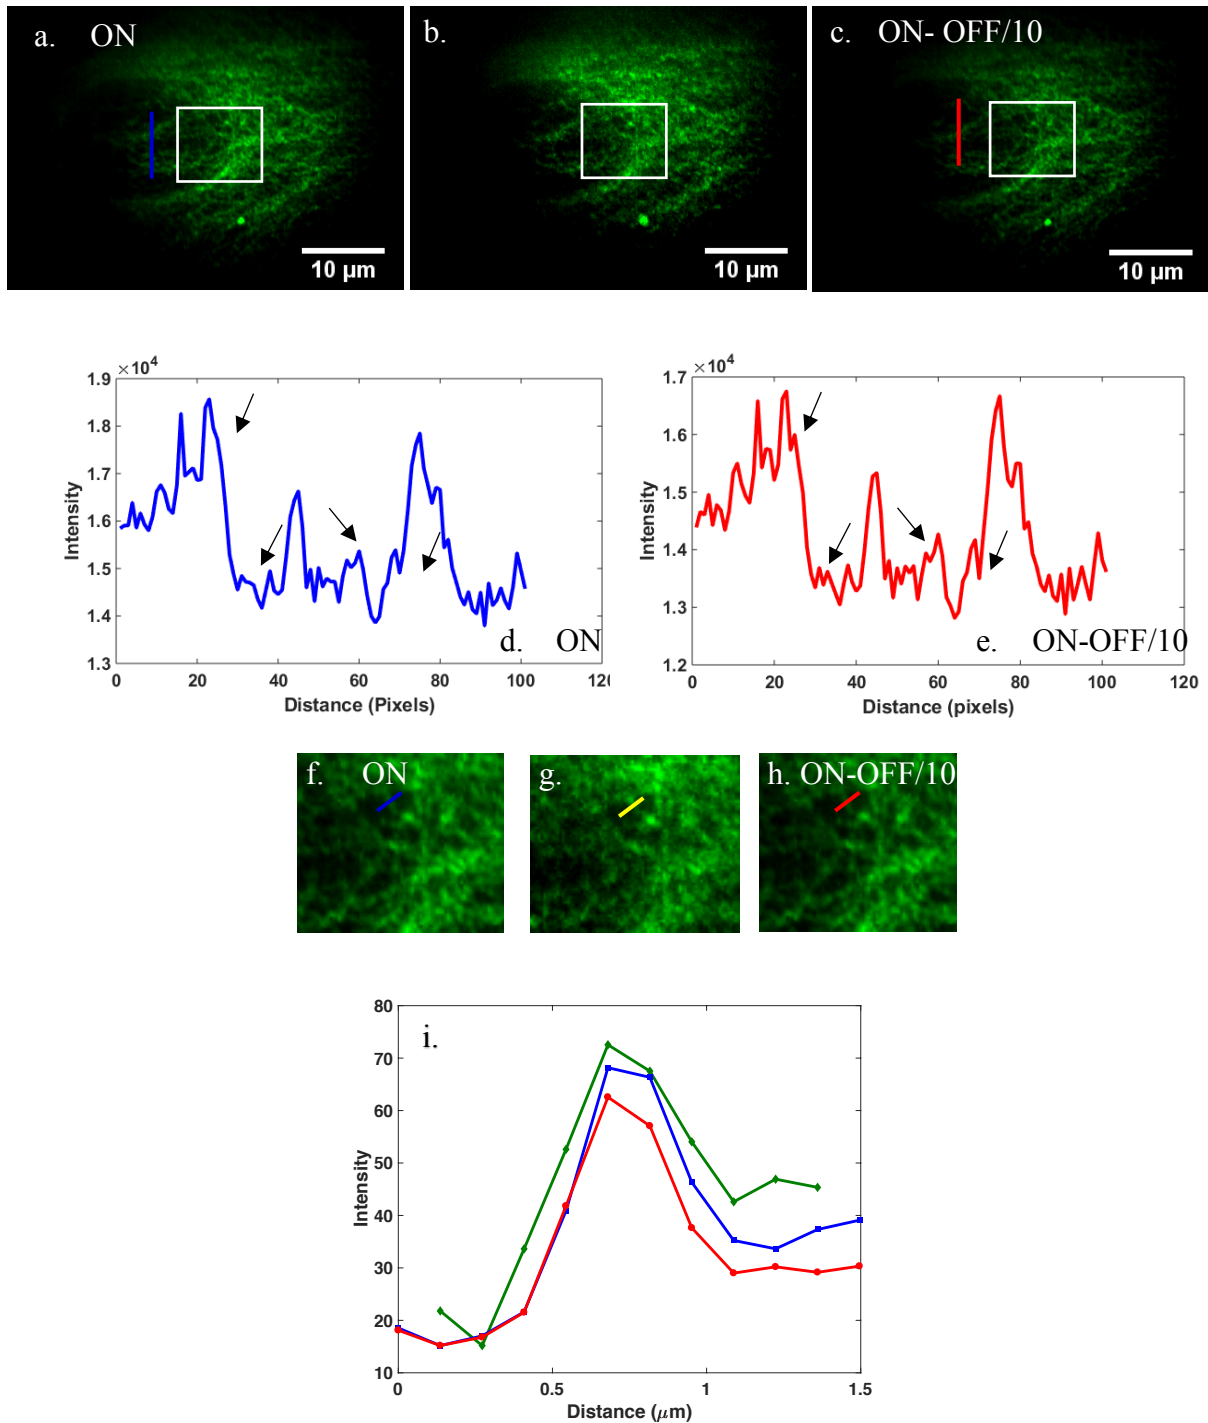 a. ON
b.
c. ON- OFF/10
10 μm
10 μm
10 μm
×10⁴
1.9
1.8
1.7
1.6
1.5
1.4
1.3
Intensity
0 20 40 60 80 100 120
Distance (Pixels)
d. ON
×10⁴
1.7
1.6
1.5
1.4
1.3
1.2
Intensity
0 20 40 60 80 100 120
Distance (pixels)
e. ON-OFF/10
f. ON
g.
h. ON-OFF/10
i.
80
70
60
50
40
30
20
10
Intensity
0 0.5 1 1.5
Distance (μm)